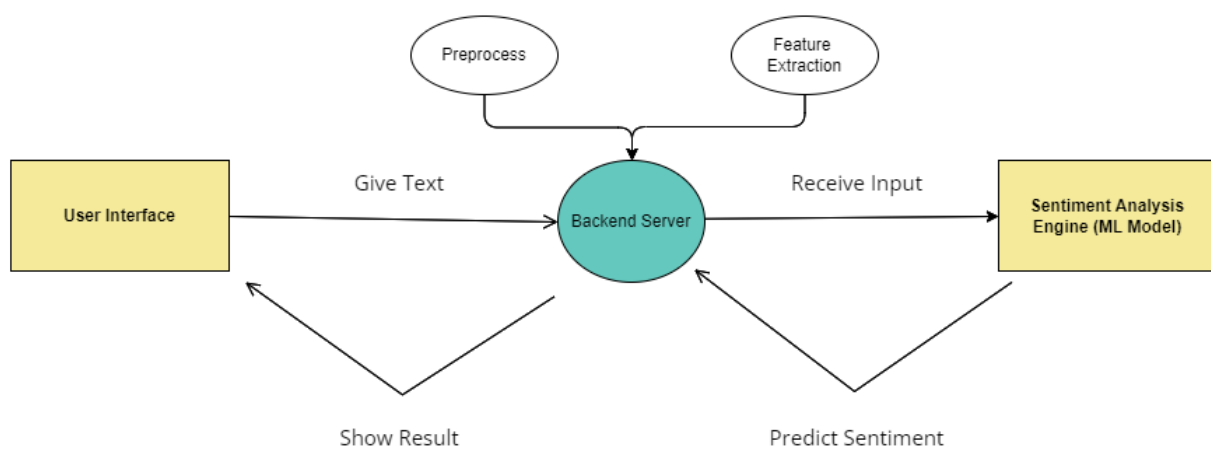 Preprocess
Feature
Extraction
Give Text
Receive Input
User Interface
Backend Server
Sentiment Analysis
Engine (ML Model)
Show Result
Predict Sentiment